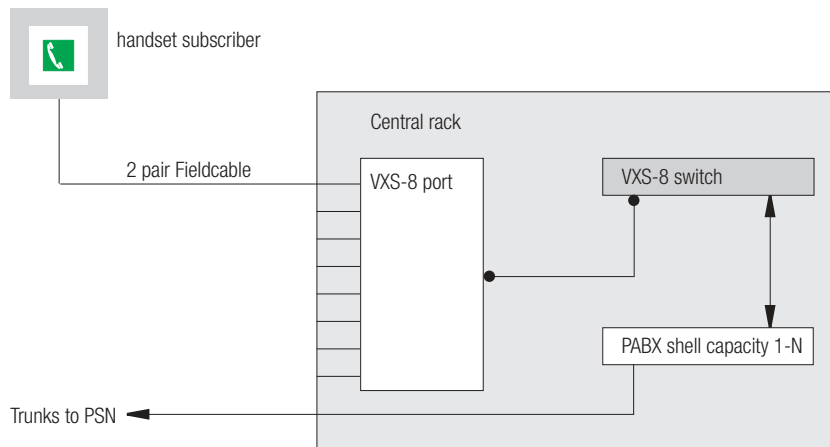 handset subscriber
Central rack
2 pair Fieldcable
VXS-8 port
VXS-8 switch
PABX shell capacity 1-N
Trunks to PSN